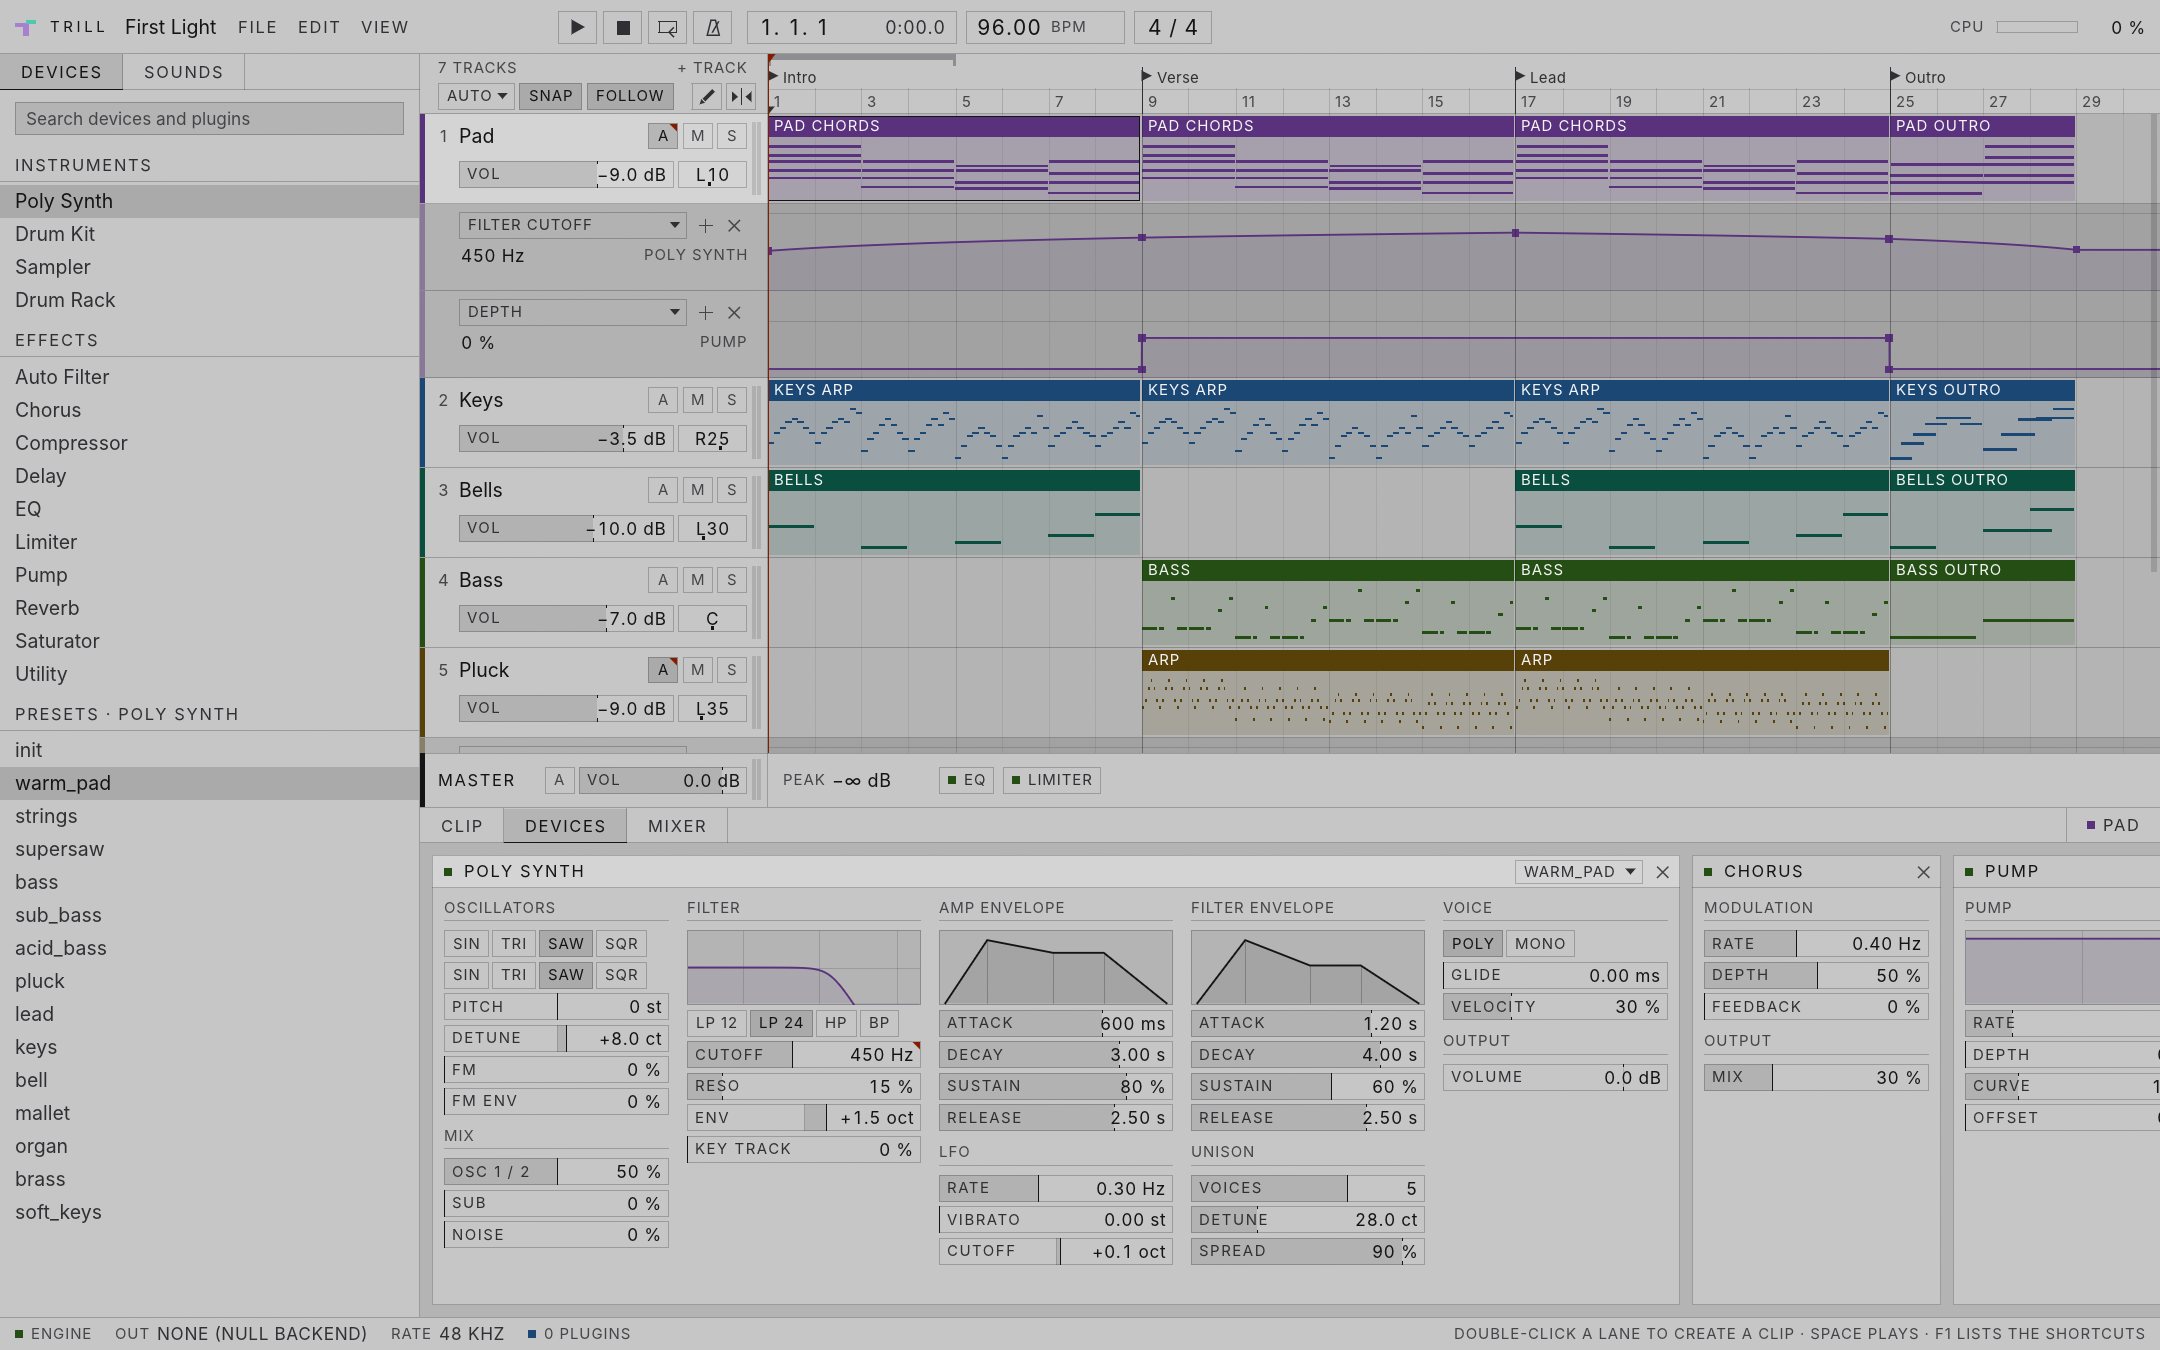 TRILL First Light FILE EDIT VIEW
1. 1. 1 0:00.0 96.00 BPM 4 / 4
CPU 0 %
DEVICES SOUNDS
Search devices and plugins
INSTRUMENTS
Poly Synth
Drum Kit
Sampler
Drum Rack
EFFECTS
Auto Filter
Chorus
Compressor
Delay
EQ
Limiter
Pump
Reverb
Saturator
Utility
PRESETS · POLY SYNTH
init
warm_pad
strings
supersaw
bass
sub_bass
acid_bass
pluck
lead
keys
bell
mallet
organ
brass
soft_keys
7 TRACKS + TRACK
AUTO SNAP FOLLOW
Intro Verse Lead Outro
1 3 5 7 9 11 13 15 17 19 21 23 25 27 29
1 Pad A M S
VOL −9.0 dB L10
PAD CHORDS PAD CHORDS PAD CHORDS PAD OUTRO
FILTER CUTOFF
450 Hz POLY SYNTH
DEPTH
0 % PUMP
2 Keys A M S
VOL −3.5 dB R25
KEYS ARP KEYS ARP KEYS ARP KEYS OUTRO
3 Bells A M S
VOL −10.0 dB L30
BELLS BELLS BELLS OUTRO
4 Bass A M S
VOL −7.0 dB C
BASS BASS BASS OUTRO
5 Pluck A M S
VOL −9.0 dB L35
ARP ARP
MASTER A VOL 0.0 dB PEAK −∞ dB EQ LIMITER
CLIP DEVICES MIXER PAD
POLY SYNTH WARM_PAD
OSCILLATORS
SIN TRI SAW SQR
SIN TRI SAW SQR
PITCH 0 st
DETUNE +8.0 ct
FM 0 %
FM ENV 0 %
MIX
OSC 1 / 2 50 %
SUB 0 %
NOISE 0 %
FILTER
LP 12 LP 24 HP BP
CUTOFF 450 Hz
RESO 15 %
ENV +1.5 oct
KEY TRACK 0 %
AMP ENVELOPE
ATTACK 600 ms
DECAY 3.00 s
SUSTAIN 80 %
RELEASE 2.50 s
LFO
RATE 0.30 Hz
VIBRATO 0.00 st
CUTOFF +0.1 oct
FILTER ENVELOPE
ATTACK 1.20 s
DECAY 4.00 s
SUSTAIN 60 %
RELEASE 2.50 s
UNISON
VOICES 5
DETUNE 28.0 ct
SPREAD 90 %
VOICE
POLY MONO
GLIDE 0.00 ms
VELOCITY 30 %
OUTPUT
VOLUME 0.0 dB
CHORUS
MODULATION
RATE 0.40 Hz
DEPTH 50 %
FEEDBACK 0 %
OUTPUT
MIX 30 %
PUMP
PUMP
RATE
DEPTH
CURVE
OFFSET
ENGINE OUT NONE (NULL BACKEND) RATE 48 KHZ 0 PLUGINS
DOUBLE-CLICK A LANE TO CREATE A CLIP · SPACE PLAYS · F1 LISTS THE SHORTCUTS